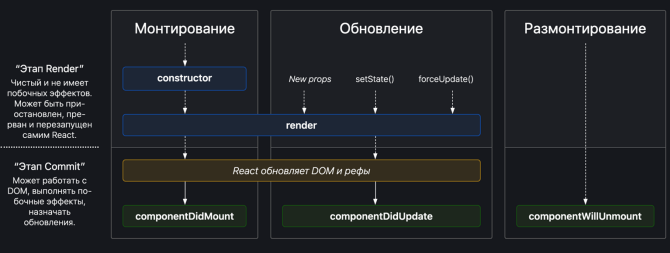 Монтирование
Обновление
Размонтирование
“Этап Render”
Чистый и не имеет
побочных эффектов.
Может быть при-
остановлен, пре-
рван и перезапущен
самим React.
constructor
New props
setState()
forceUpdate()
render
“Этап Commit”
Может работать с
DOM, выполнять по-
бочные эффекты,
назначать
обновления.
React обновляет DOM и рефы
componentDidMount
componentDidUpdate
componentWillUnmount